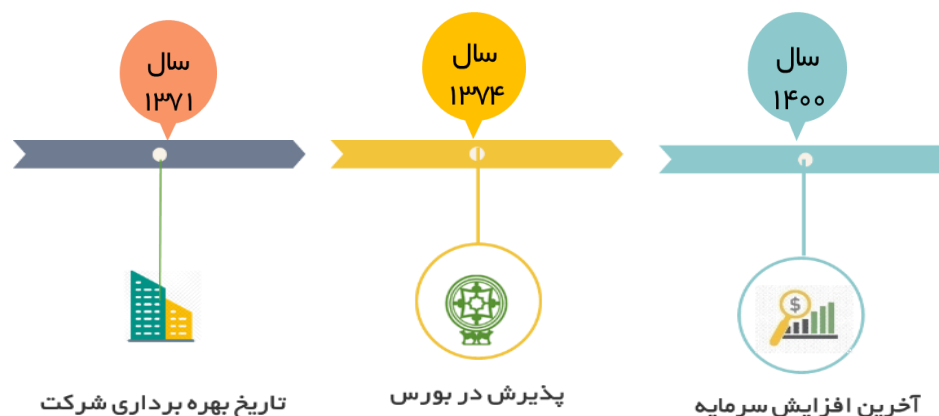 سال
۱۳۷۱
سال
۱۳۷۴
سال
۱۴۰۰
تاریخ بهره برداری شرکت
پذیرش در بورس
آخرین افزایش سرمایه
$